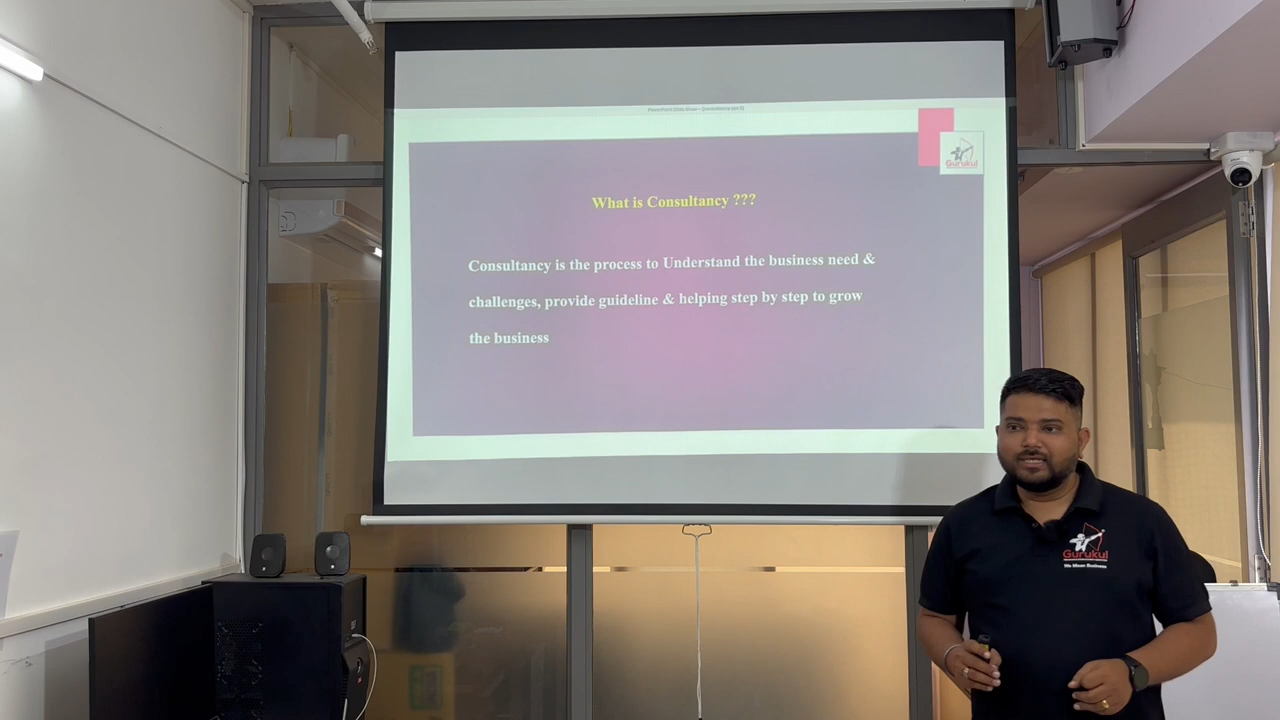 Gurukul
What is Consultancy ???
Consultancy is the process to Understand the business need &
challenges, provide guideline & helping step by step to grow
the business
Gurukul
We Mean Business